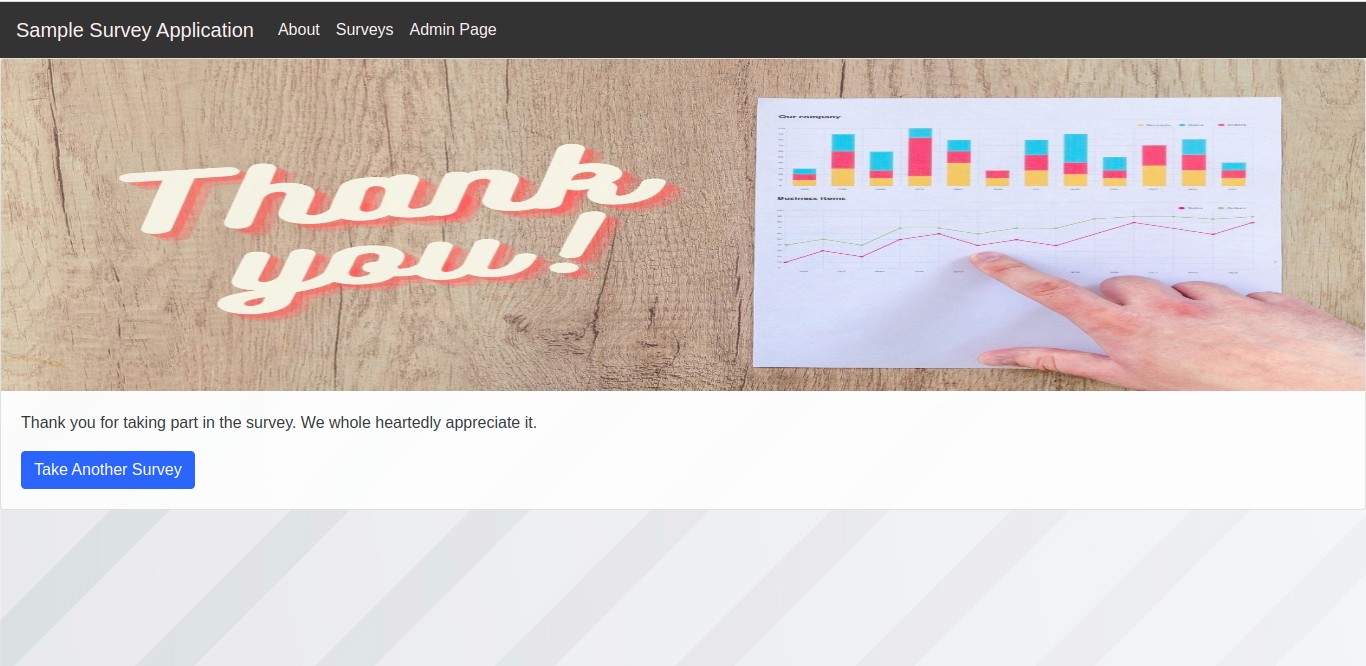 Sample Survey Application About Surveys Admin Page
Thank
you!
Our company
Business items
Thank you for taking part in the survey. We whole heartedly appreciate it.
Take Another Survey